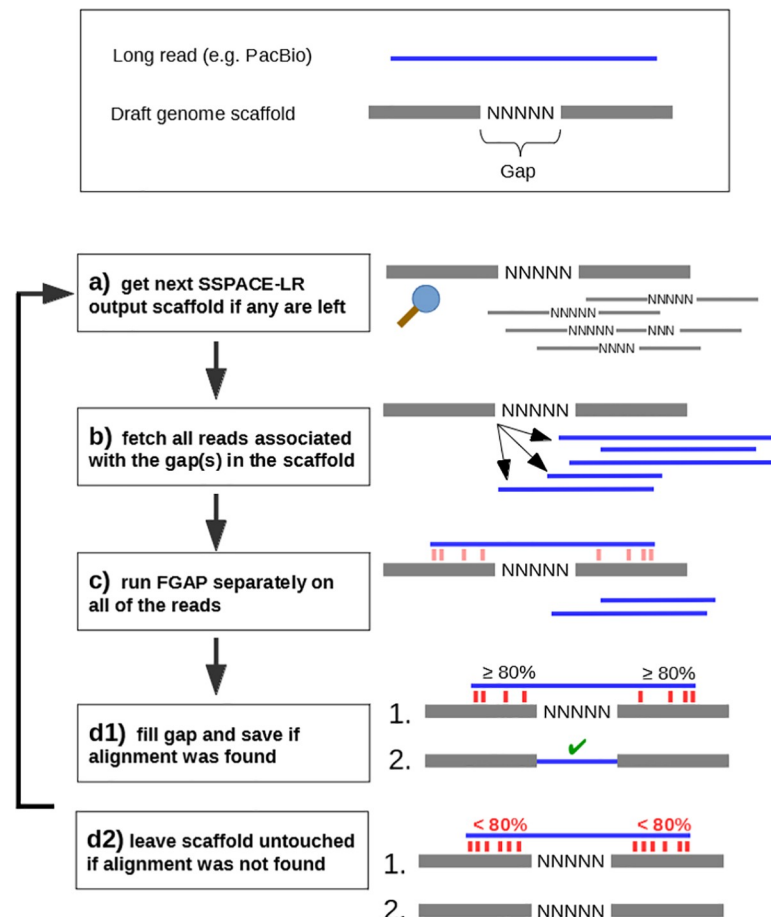 Long read (e.g. PacBio)
Draft genome scaffold
NNNNN
Gap
a) get next SSPACE-LR
output scaffold if any are left
NNNNN
NNNNN
NNNNN
NNNNN NNN
NNNN
b) fetch all reads associated
with the gap(s) in the scaffold
NNNNN
c) run FGAP separately on
all of the reads
NNNNN
d1) fill gap and save if
alignment was found
≥ 80% ≥ 80%
1. NNNNN
2. ✓
d2) leave scaffold untouched
if alignment was not found
< 80% < 80%
1. NNNNN
2. NNNNN